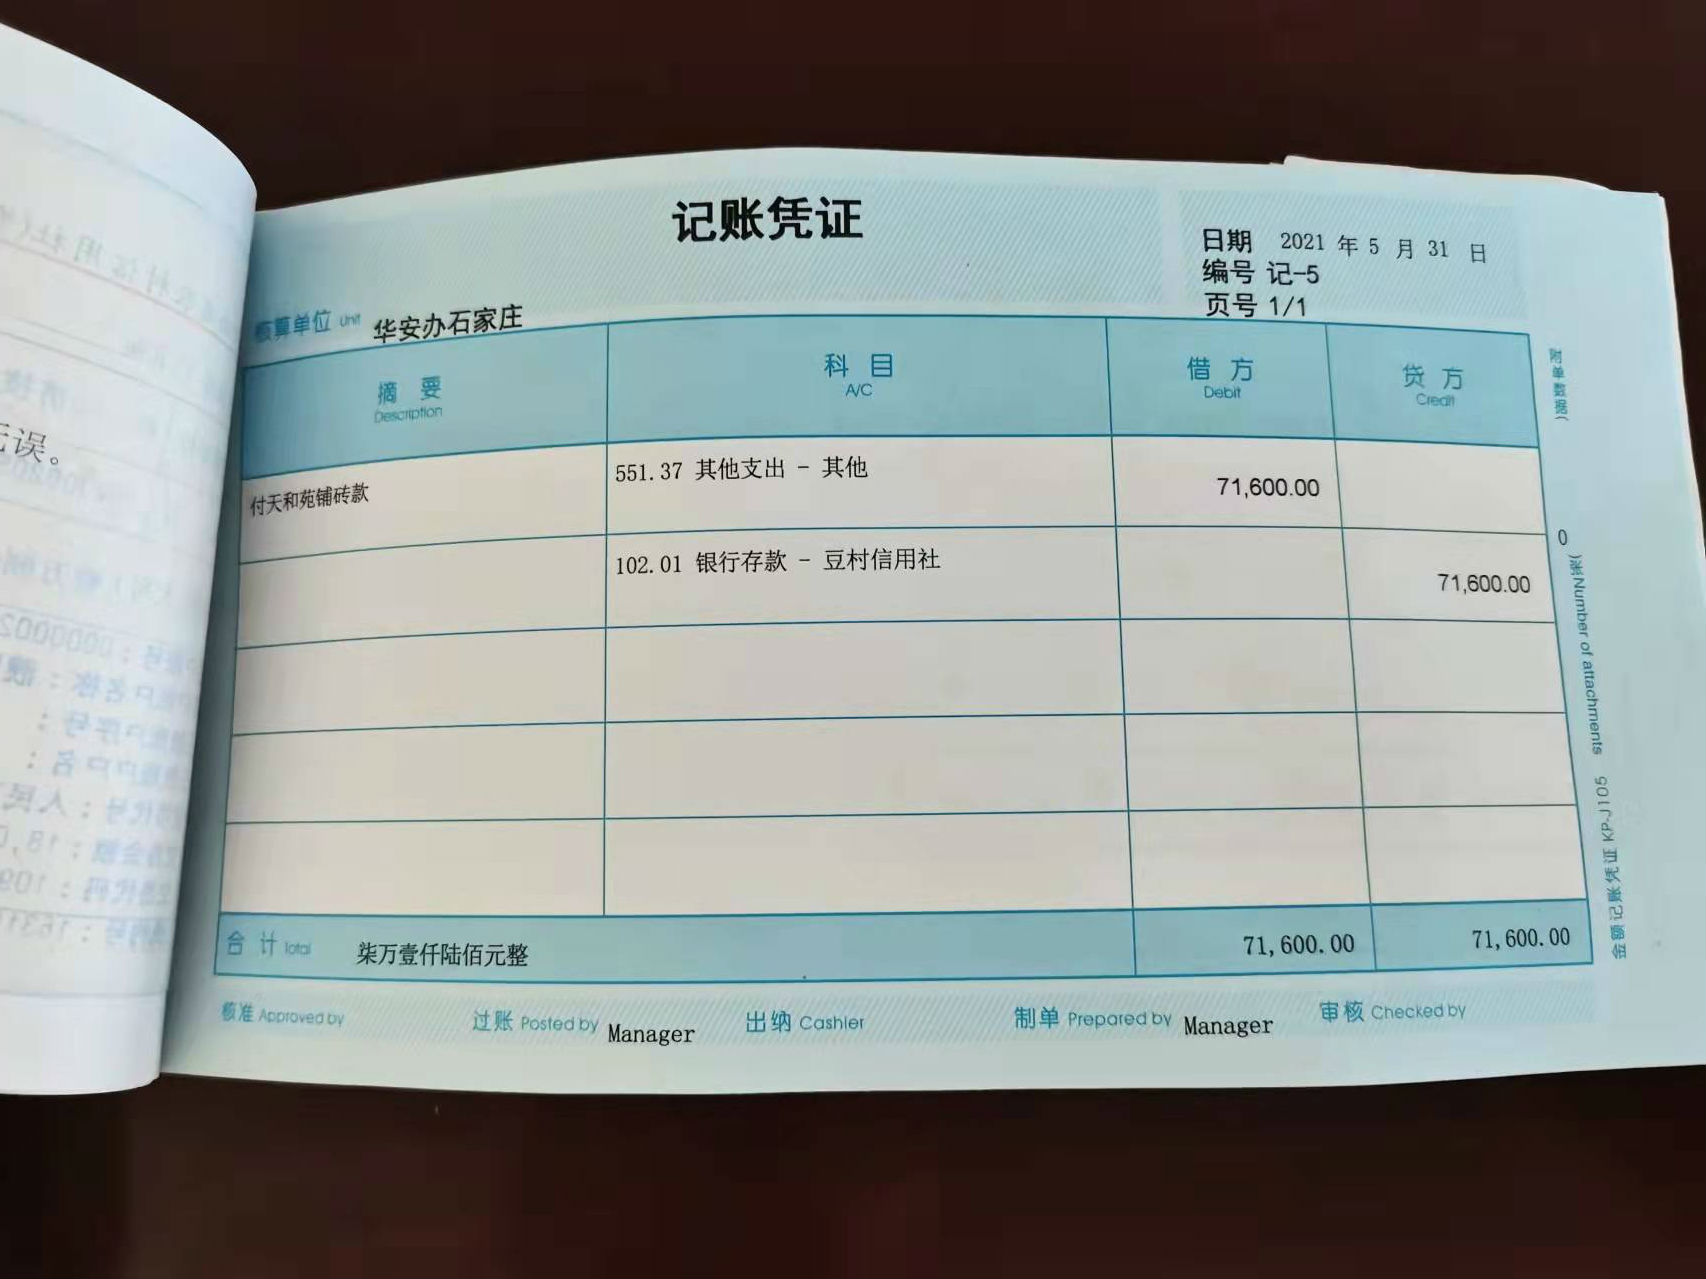 无误。
记账凭证
日期 2021 年 5 月 31 日
编号 记-5
页号 1/1
核算单位 Unit 华安办石家庄
摘要 科目 借方 贷方
Description A/C Debit Credit
付天和苑铺砖款 551.37 其他支出 - 其他 71,600.00
102.01 银行存款 - 豆村信用社 71,600.00
合计 Total 柒万壹仟陆佰元整 71,600.00 71,600.00
核准 Approved by 过账 Posted by Manager 出纳 Cashier 制单 Prepared by Manager 审核 Checked by
附单数据( 0 )张 Number of attachments
金额记账凭证 KP-J105